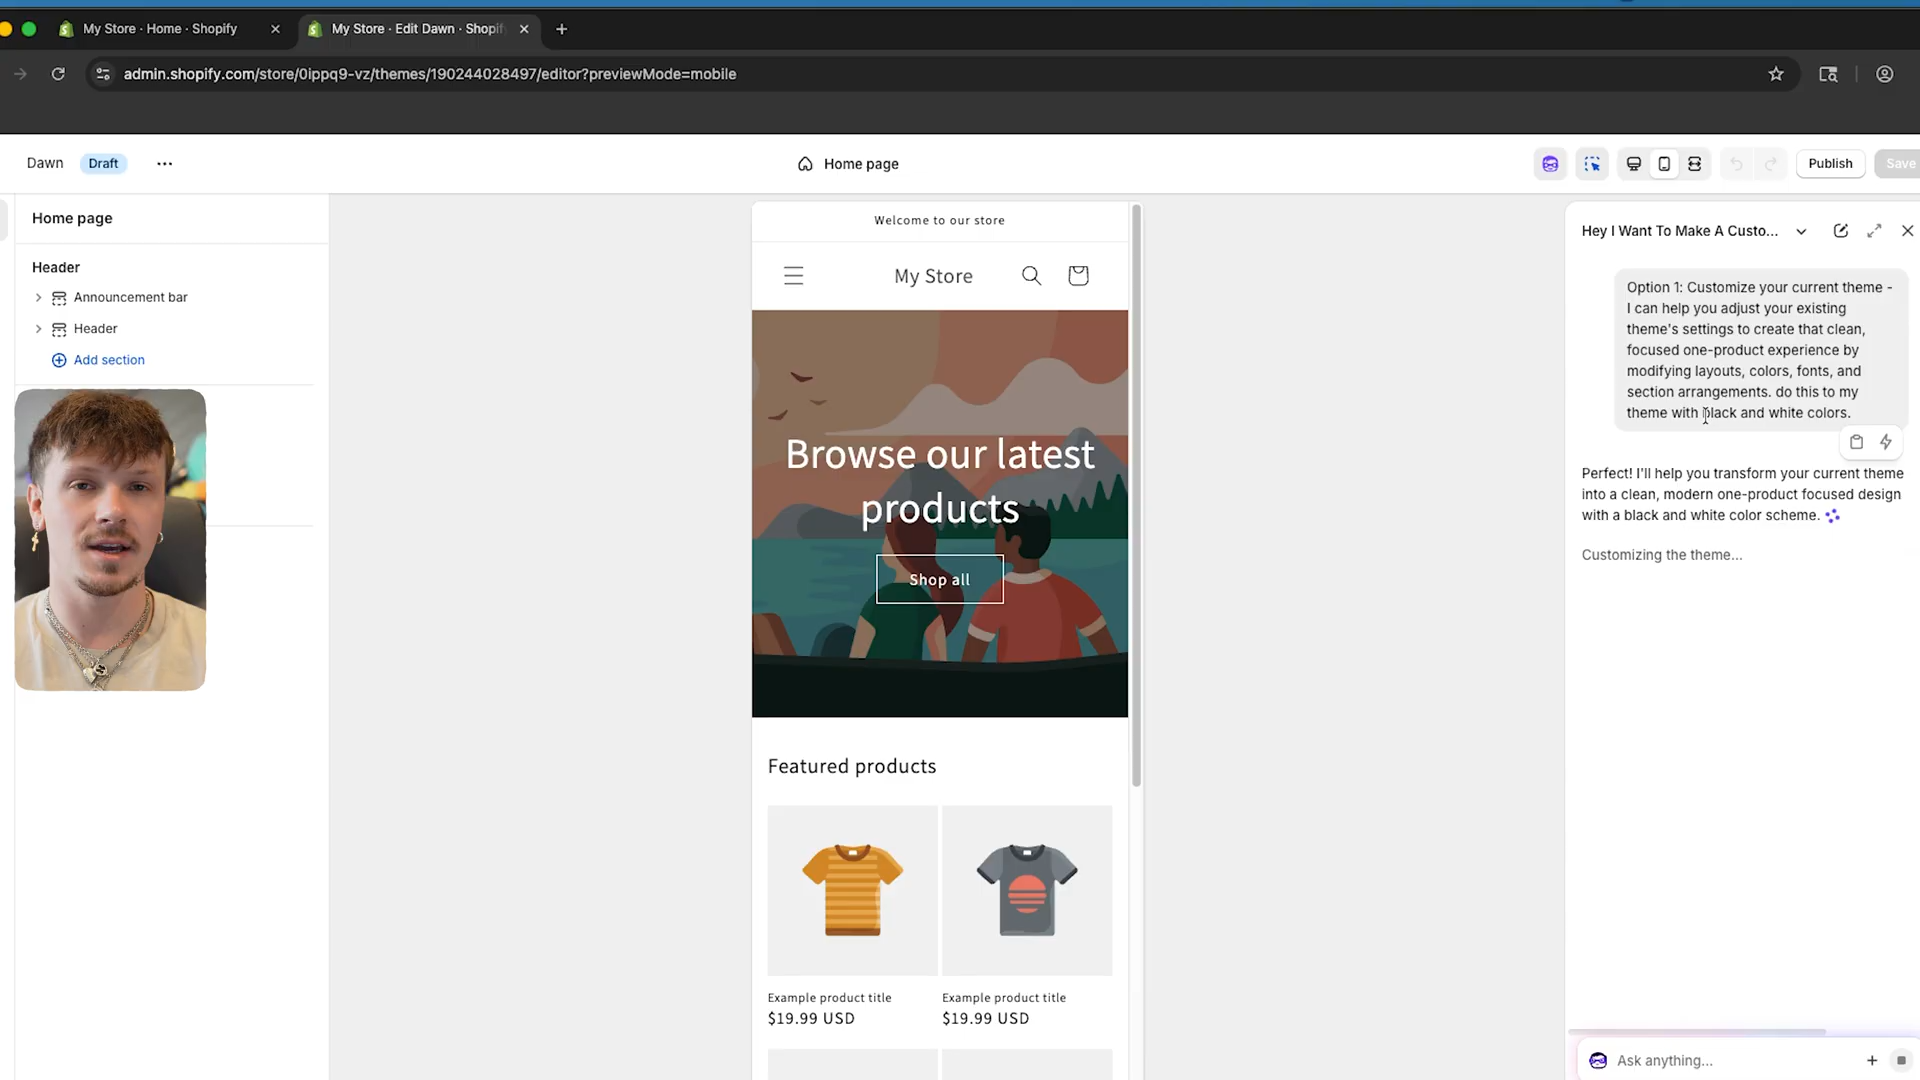 My Store · Home · Shopify
My Store · Edit Dawn · Shopif
admin.shopify.com/store/0ippq9-vz/themes/190244028497/editor?previewMode=mobile
Dawn
Draft
Home page
Publish
Save
Home page
Header
Announcement bar
Header
Add section
Welcome to our store
My Store
Browse our latest
products
Shop all
Featured products
Example product title
$19.99 USD
Example product title
$19.99 USD
Hey I Want To Make A Custo...
Option 1: Customize your current theme -
I can help you adjust your existing
theme's settings to create that clean,
focused one-product experience by
modifying layouts, colors, fonts, and
section arrangements. do this to my
theme with black and white colors.
Perfect! I'll help you transform your current theme
into a clean, modern one-product focused design
with a black and white color scheme.
Customizing the theme...
Ask anything...